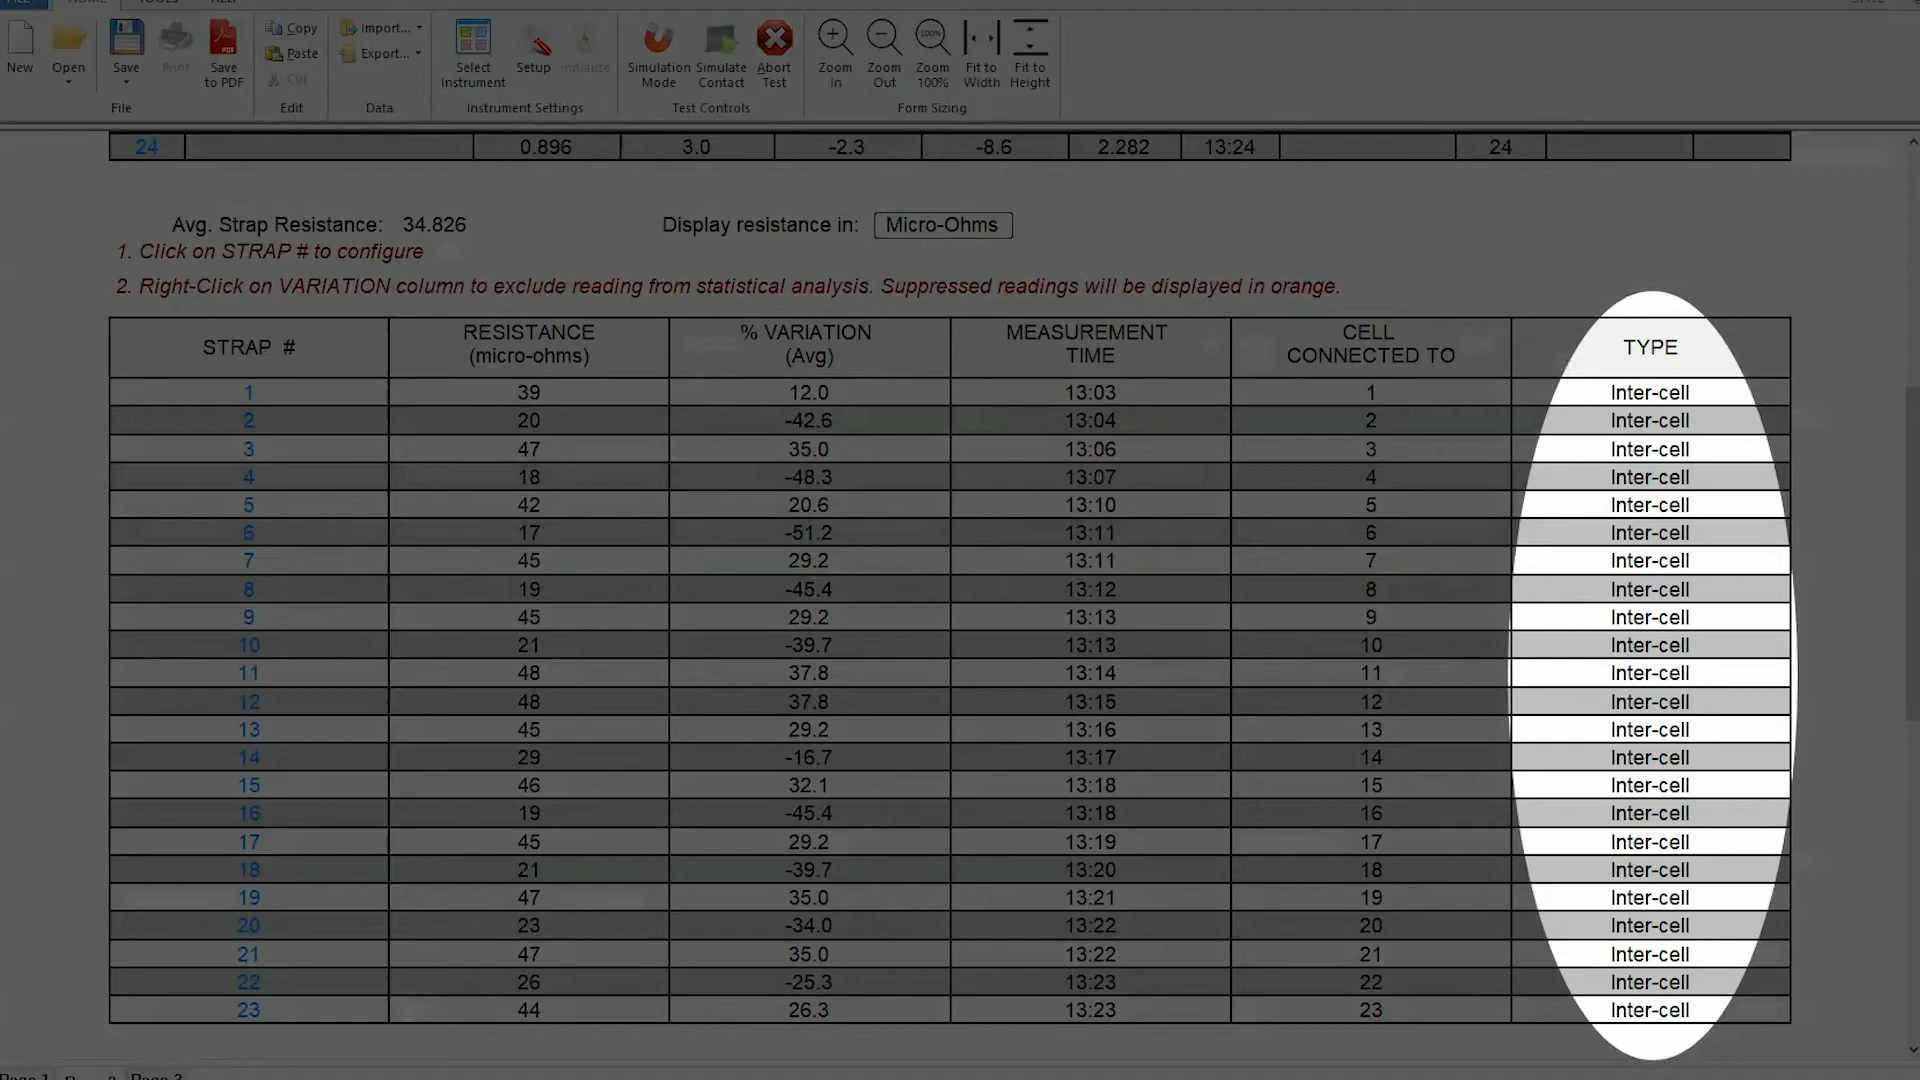 FILE HOME TOOLS HELP STYLE
New Open Save Print Save to PDF
Copy
Paste
Cut
Import...
Export...
Select Instrument Setup Initialize
Simulation Mode Simulate Contact Abort Test
Zoom In Zoom Out Zoom 100% Fit to Width Fit to Height
File Edit Data Instrument Settings Test Controls Form Sizing
24 0.896 3.0 -2.3 -8.6 2.282 13:24 24
Avg. Strap Resistance: 34.826 Display resistance in: Micro-Ohms
1. Click on STRAP # to configure
2. Right-Click on VARIATION column to exclude reading from statistical analysis. Suppressed readings will be displayed in orange.
STRAP # RESISTANCE (micro-ohms) % VARIATION (Avg) MEASUREMENT TIME CELL CONNECTED TO TYPE
1 39 12.0 13:03 1 Inter-cell
2 20 -42.6 13:04 2 Inter-cell
3 47 35.0 13:06 3 Inter-cell
4 18 -48.3 13:07 4 Inter-cell
5 42 20.6 13:10 5 Inter-cell
6 17 -51.2 13:11 6 Inter-cell
7 45 29.2 13:11 7 Inter-cell
8 19 -45.4 13:12 8 Inter-cell
9 45 29.2 13:13 9 Inter-cell
10 21 -39.7 13:13 10 Inter-cell
11 48 37.8 13:14 11 Inter-cell
12 48 37.8 13:15 12 Inter-cell
13 45 29.2 13:16 13 Inter-cell
14 29 -16.7 13:17 14 Inter-cell
15 46 32.1 13:18 15 Inter-cell
16 19 -45.4 13:18 16 Inter-cell
17 45 29.2 13:19 17 Inter-cell
18 21 -39.7 13:20 18 Inter-cell
19 47 35.0 13:21 19 Inter-cell
20 23 -34.0 13:22 20 Inter-cell
21 47 35.0 13:22 21 Inter-cell
22 26 -25.3 13:23 22 Inter-cell
23 44 26.3 13:23 23 Inter-cell
Page 1 Page 2 Page 3